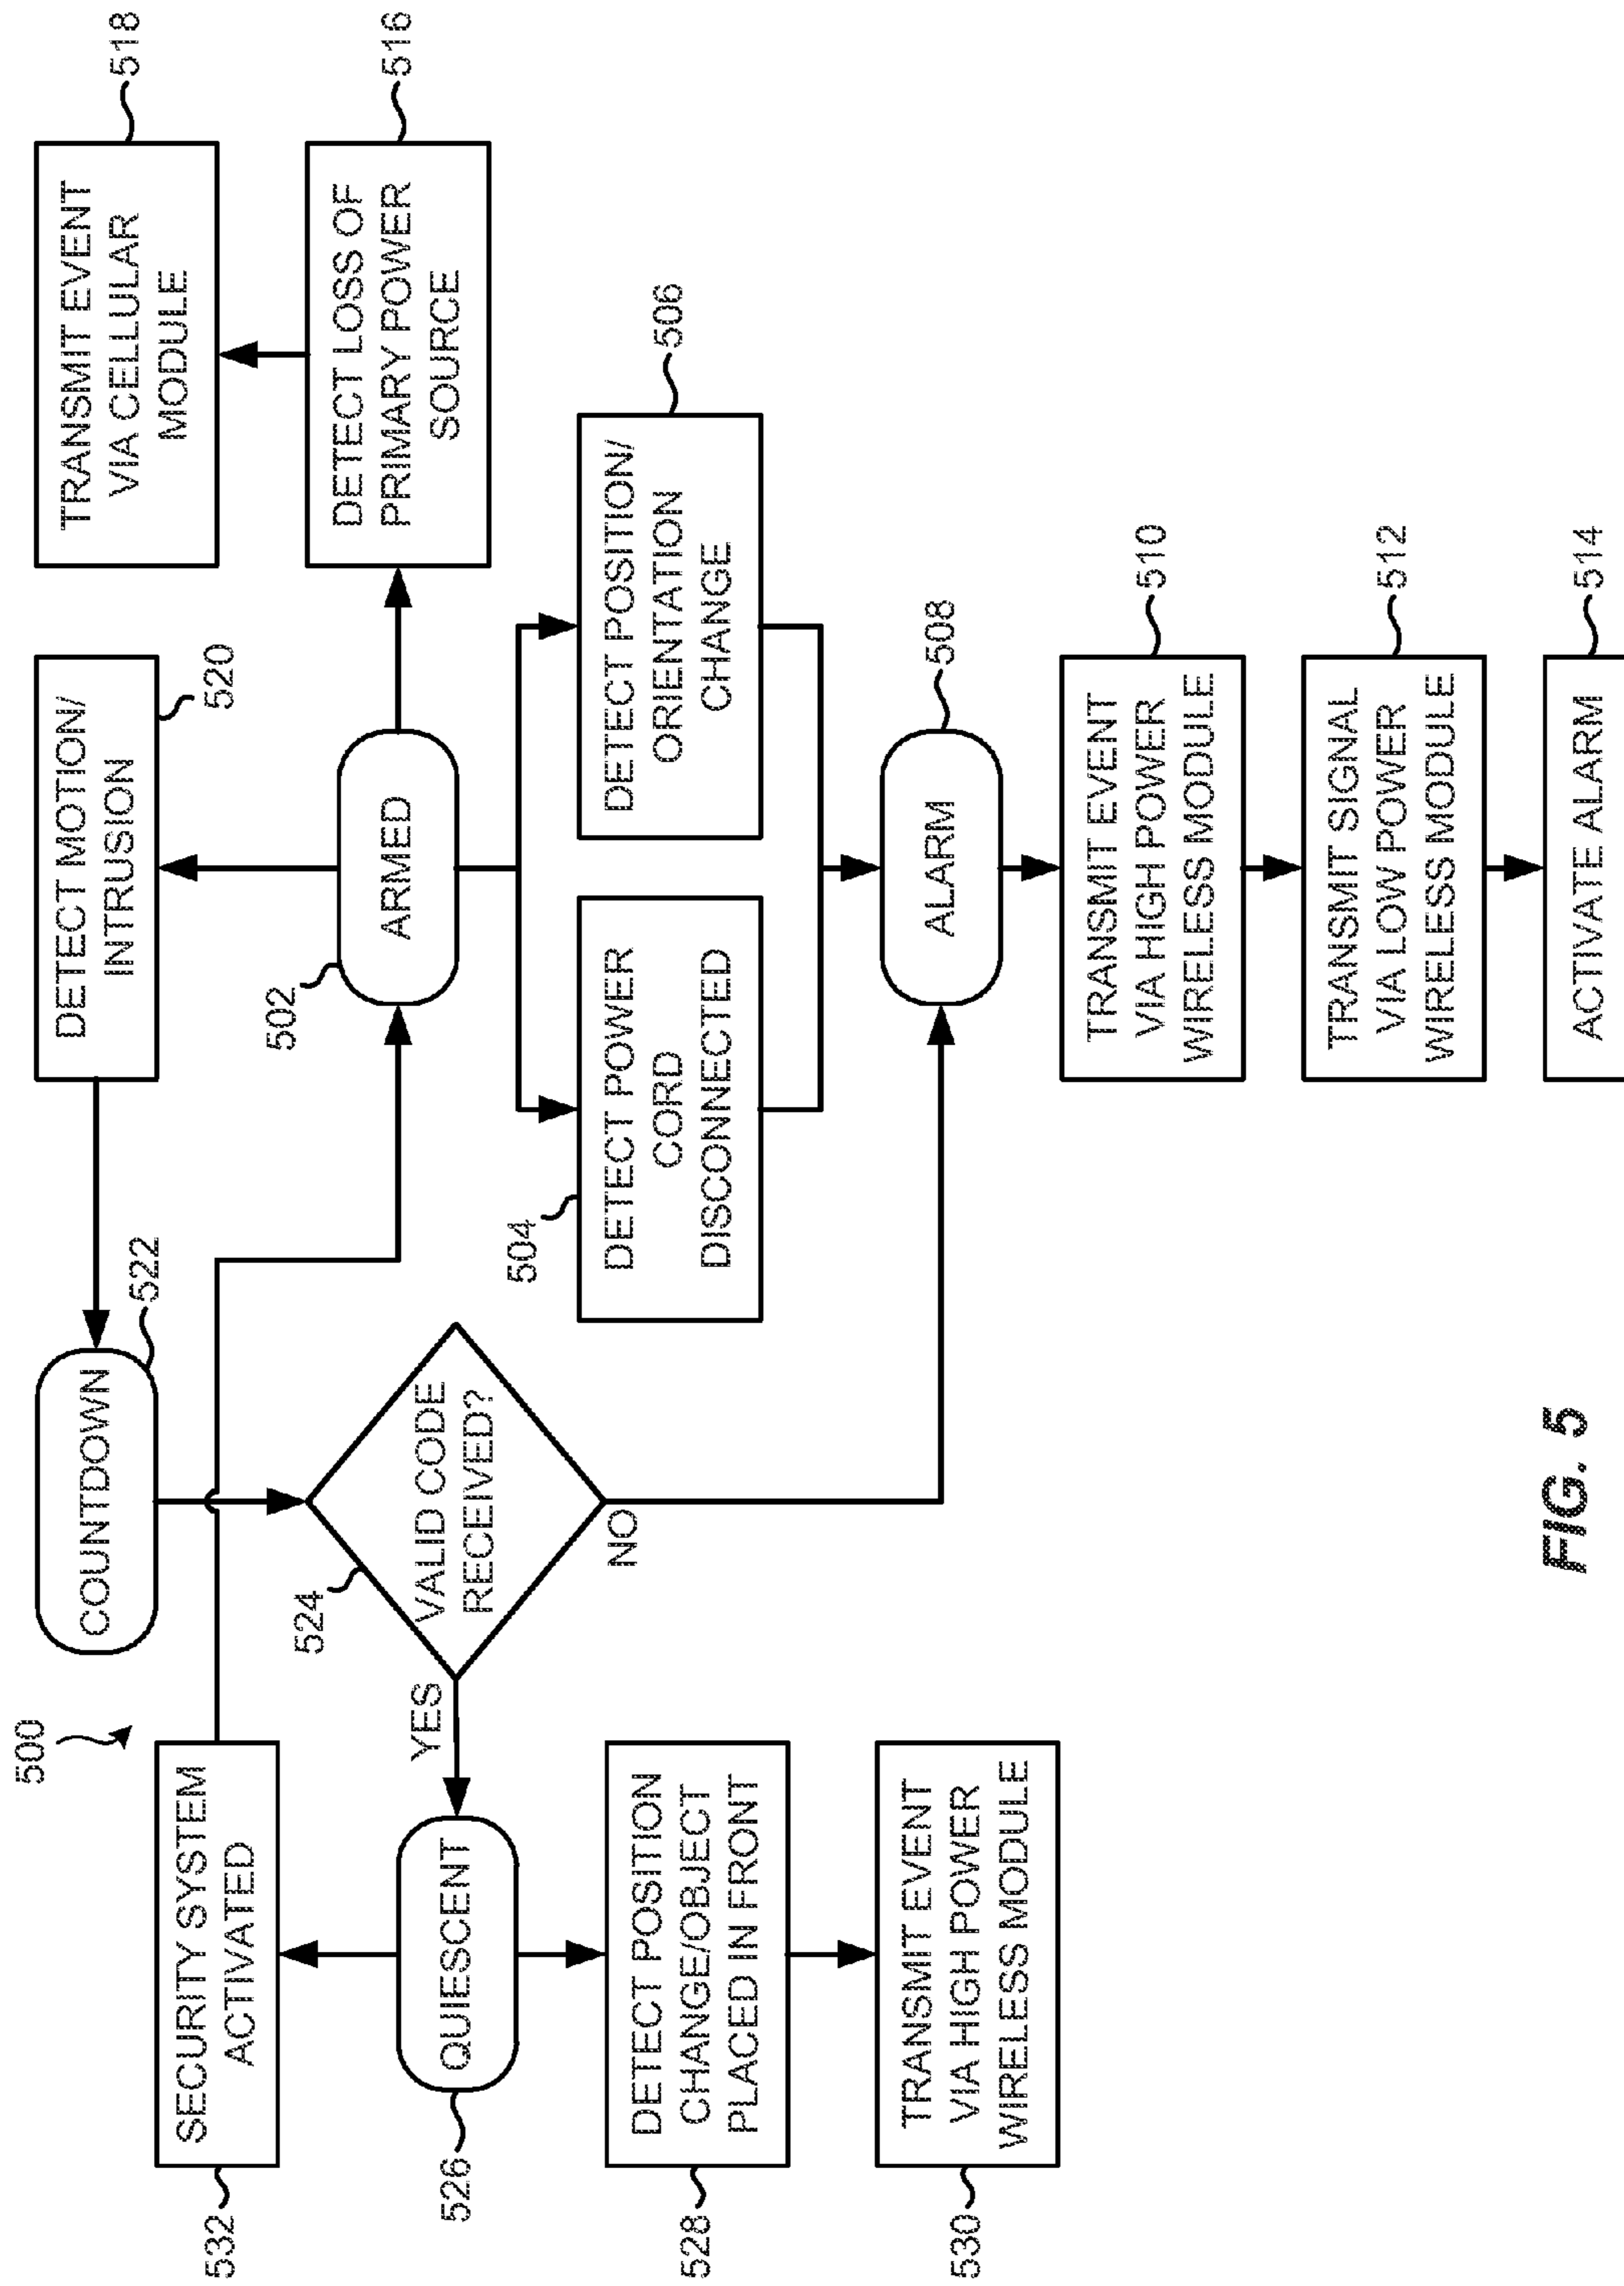 500
532
SECURITY SYSTEM
ACTIVATED
COUNTDOWN
522
DETECT MOTION/
INTRUSION
520
TRANSMIT EVENT
VIA CELLULAR
MODULE
518
526
QUIESCENT
YES
524
VALID CODE
RECEIVED?
NO
502
ARMED
DETECT LOSS OF
PRIMARY POWER
SOURCE
516
528
DETECT POSITION
CHANGE/OBJECT
PLACED IN FRONT
504
DETECT POWER
CORD
DISCONNECTED
DETECT POSITION/
ORIENTATION
CHANGE
506
530
TRANSMIT EVENT
VIA HIGH POWER
WIRELESS MODULE
ALARM
508
TRANSMIT EVENT
VIA HIGH POWER
WIRELESS MODULE
510
TRANSMIT SIGNAL
VIA LOW POWER
WIRELESS MODULE
512
ACTIVATE ALARM
514
FIG. 5